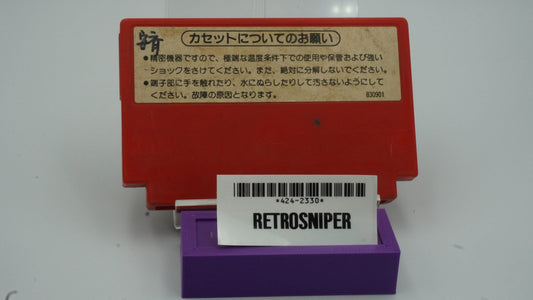 カセットについてのお願い
●精密機器ですので、極端な温度条件下での使用や保管および強い
ショックをさけてください。また、絶対に分解しないでください。
●端子部に手を触れたり、水にぬらしたりして汚さないようにして
ください。故障の原因となります。
830901
*424-2330*
RETROSNIPER